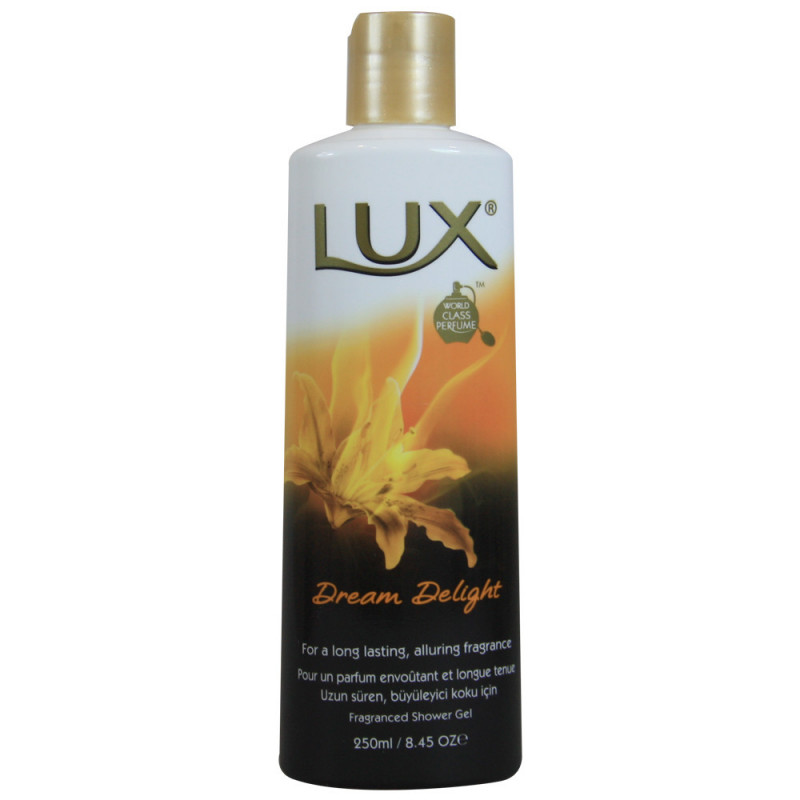 LUX®
WORLD
CLASS
PERFUME
™
Dream Delight
For a long lasting, alluring fragrance
Pour un parfum envoûtant et longue tenue
Uzun süren, büyüleyici koku için
Fragranced Shower Gel
250ml / 8.45 OZ℮